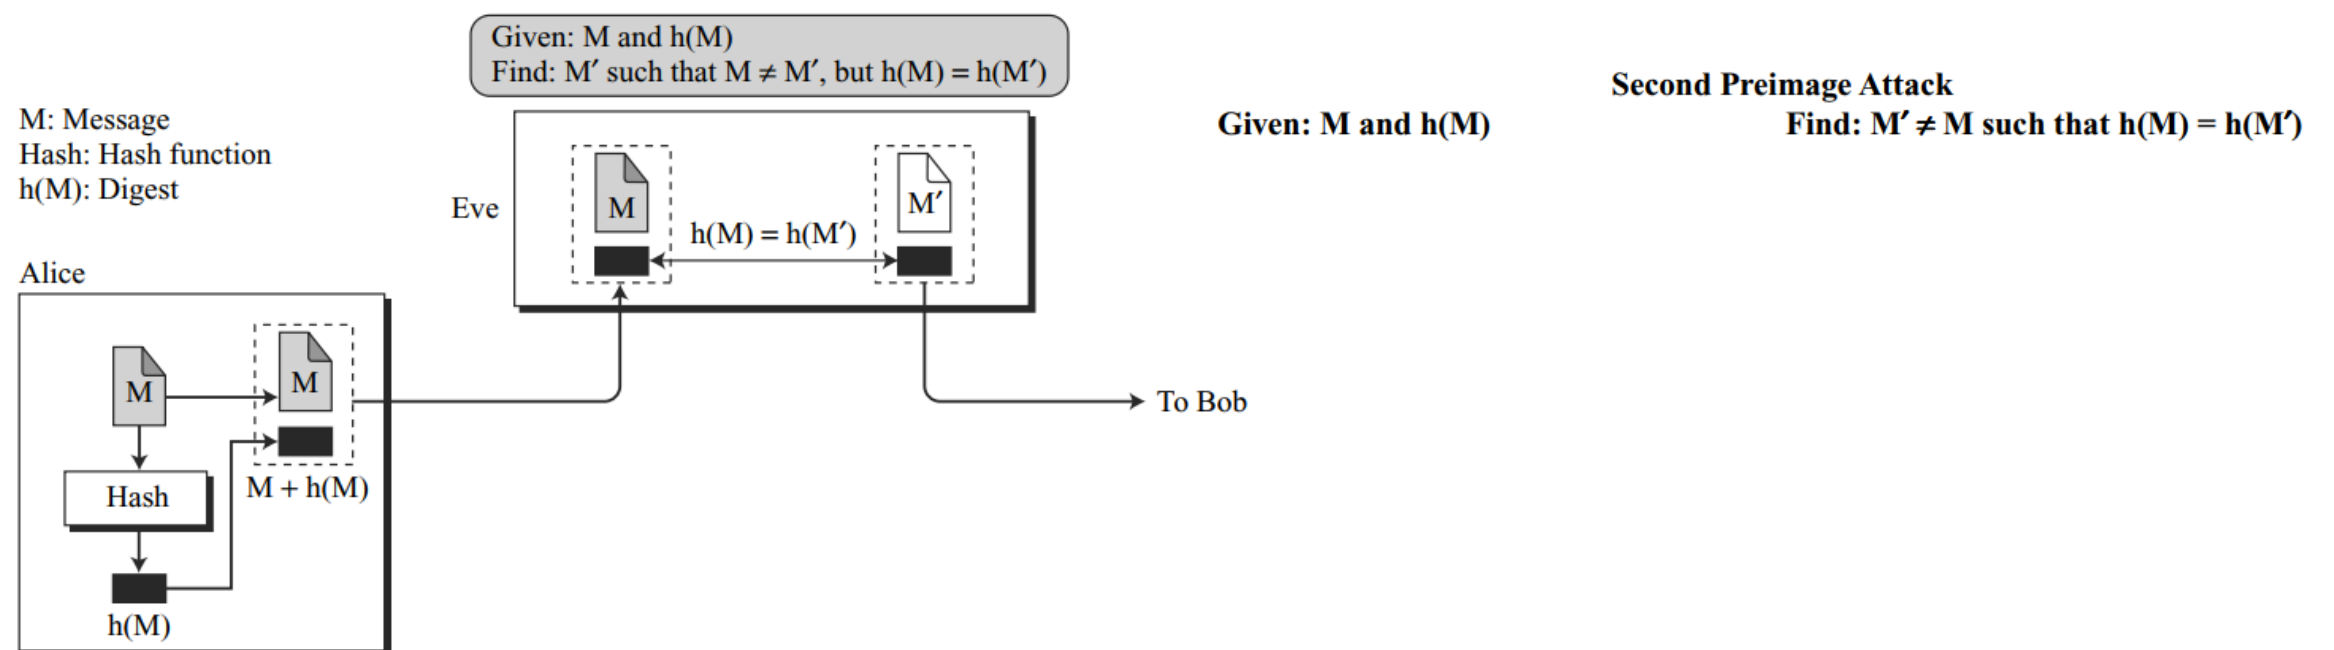 Given: M and h(M)
Find: M′ such that M ≠ M′, but h(M) = h(M′)
M: Message
Hash: Hash function
h(M): Digest
Eve
M
M′
h(M) = h(M′)
Alice
M
M
Hash
M + h(M)
h(M)
To Bob
Second Preimage Attack
Given: M and h(M)
Find: M′ ≠ M such that h(M) = h(M′)